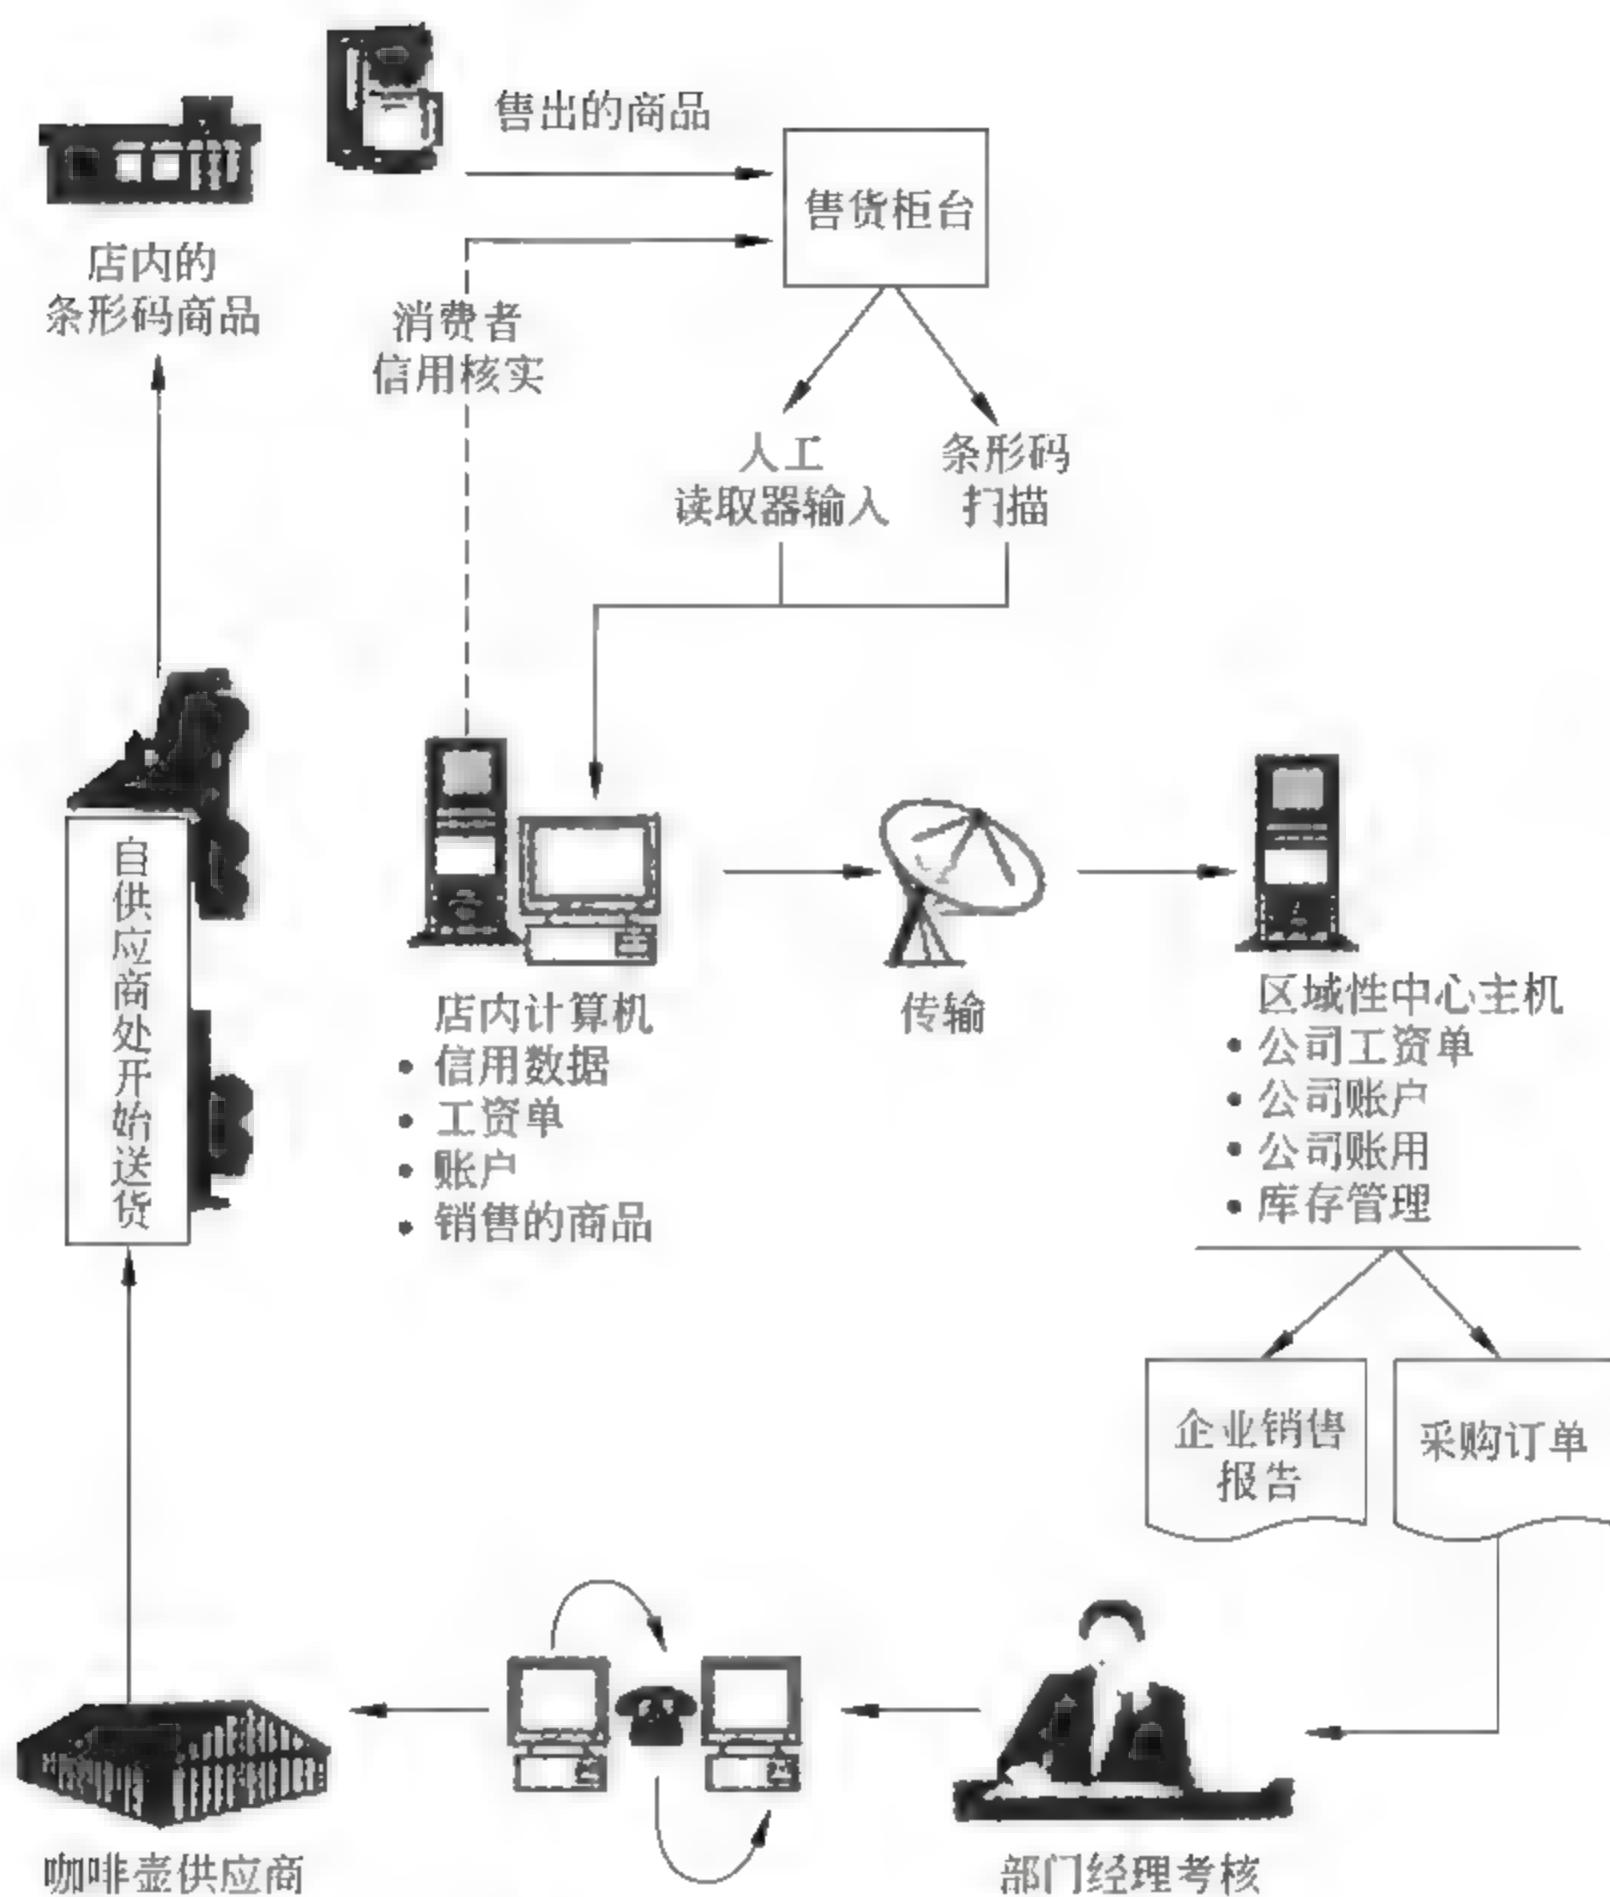 售出的商品
售货柜台
店内的
条形码商品
消费者
信用核实
人工
读取器输入
条形码
扫描
自供应商处开始送货
店内计算机
• 信用数据
• 工资单
• 账户
• 销售的商品
传输
区域性中心主机
• 公司工资单
• 公司账户
• 公司账用
• 库存管理
企业销售
报告
采购订单
咖啡壶供应商
部门经理考核